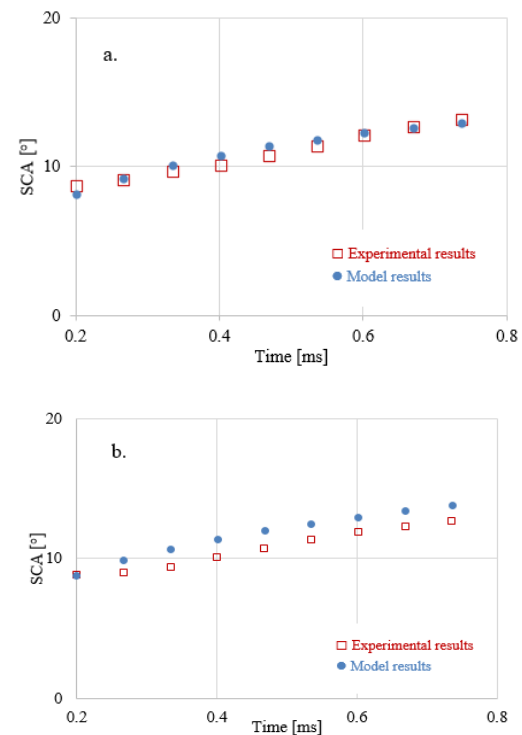 20
a.
10
SCA [°]
Experimental results
Model results
0
0.2 0.4 0.6 0.8
Time [ms]
20
b.
10
SCA [°]
Experimental results
Model results
0
0.2 0.4 0.6 0.8
Time [ms]